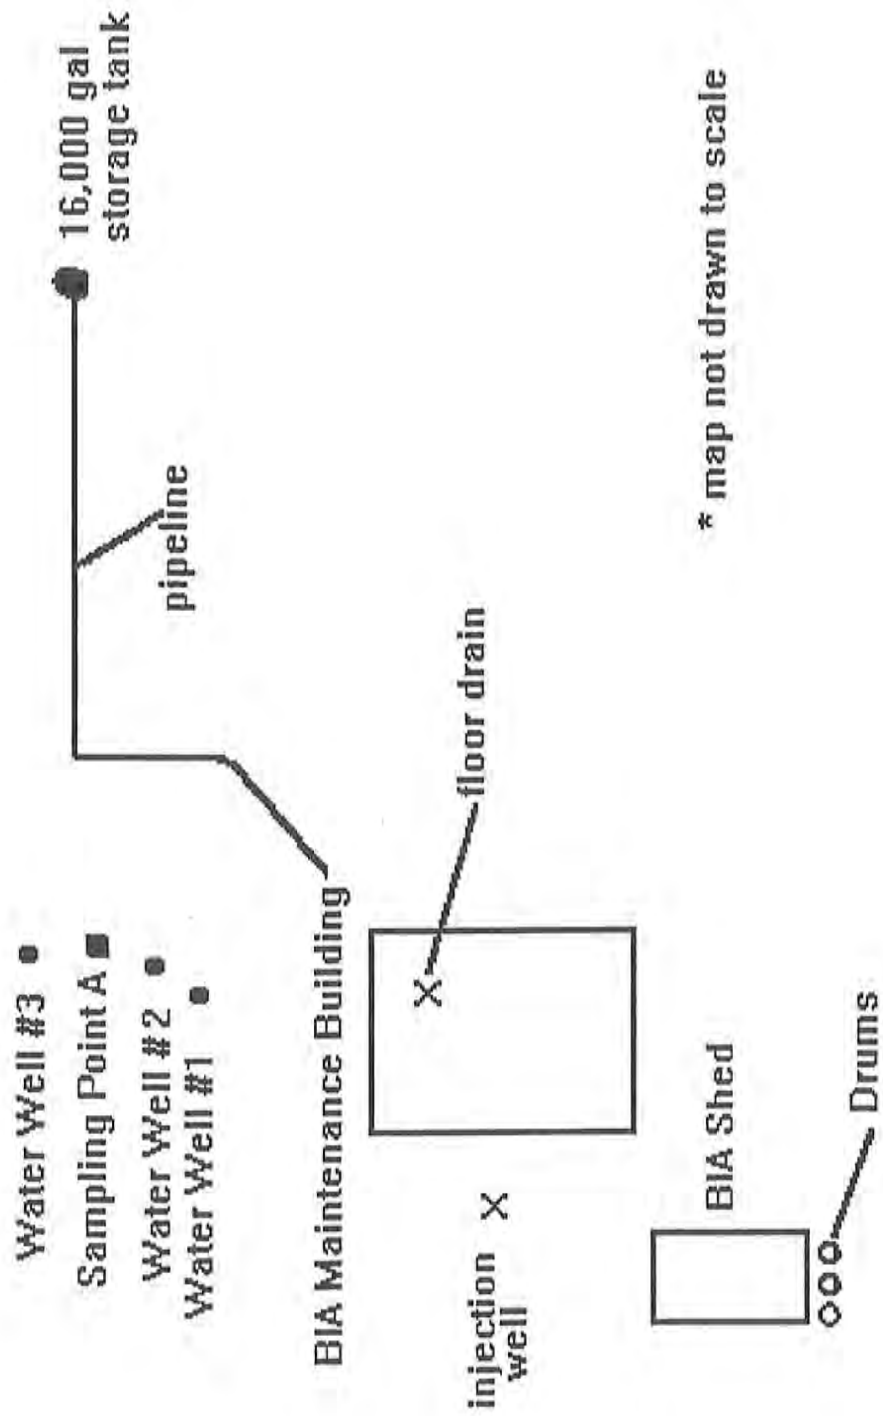 16,000 gal
storage tank
pipeline
Water Well #3
Sampling Point A
Water Well #2
Water Well #1
BIA Maintenance Building
floor drain
injection
well
BIA Shed
Drums
* map not drawn to scale